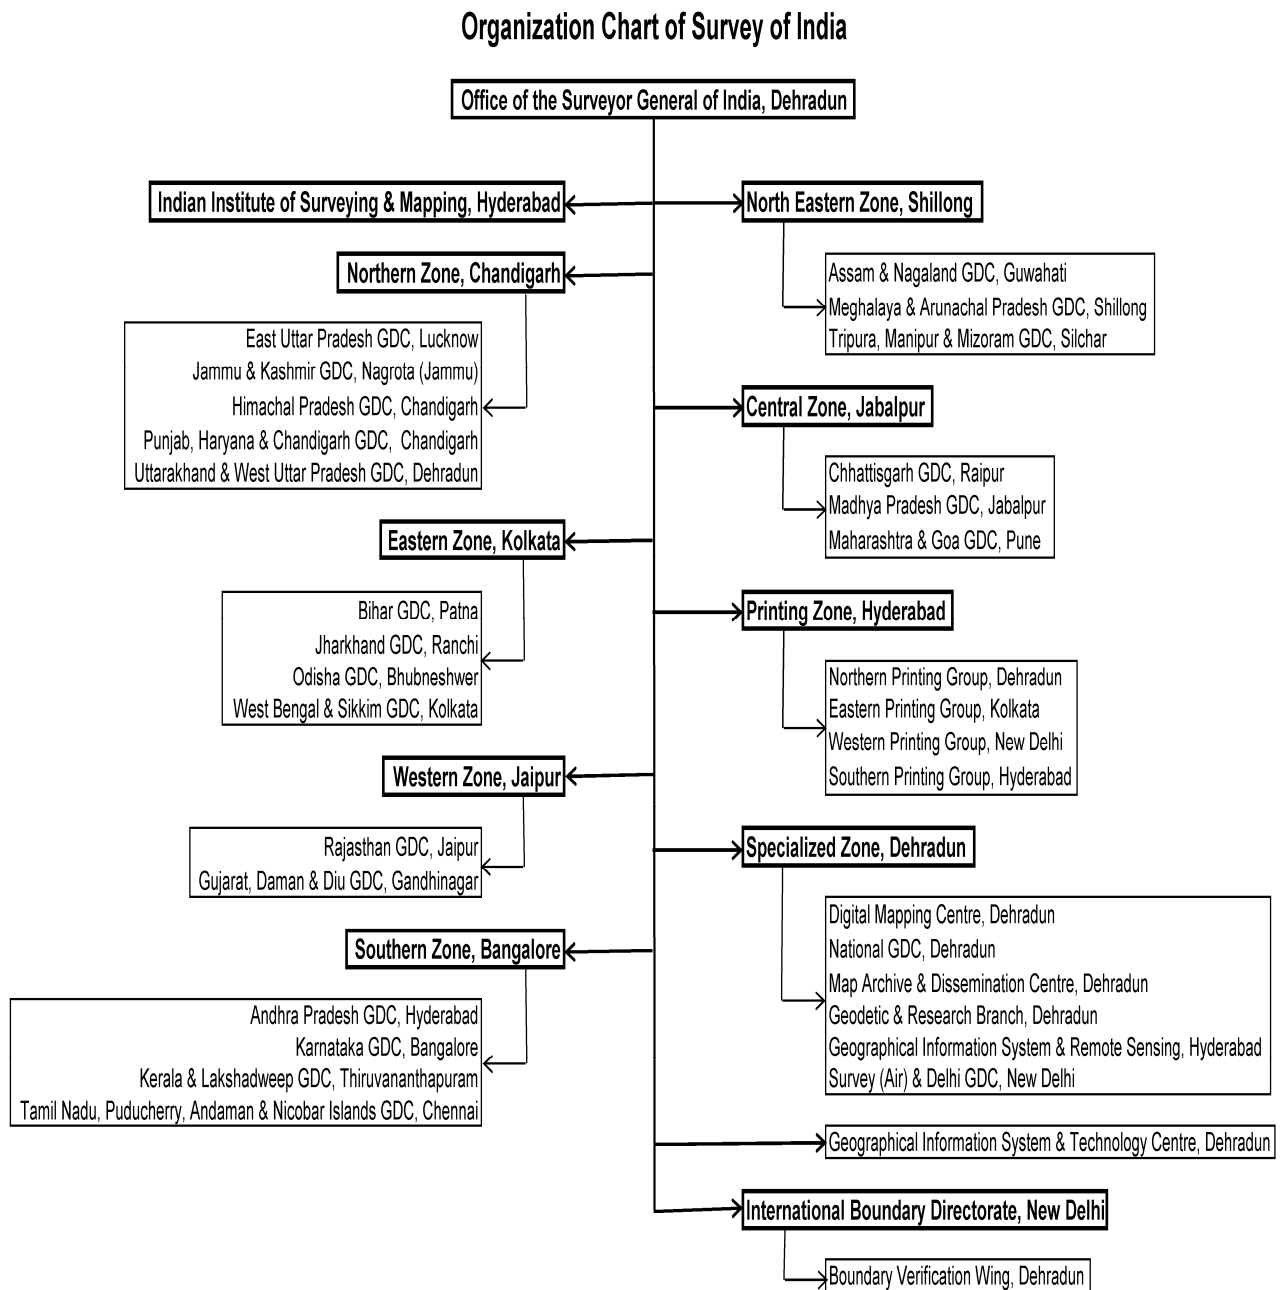 Organization Chart of Survey of India
Office of the Surveyor General of India, Dehradun
Indian Institute of Surveying & Mapping, Hyderabad
Northern Zone, Chandigarh
East Uttar Pradesh GDC, Lucknow
Jammu & Kashmir GDC, Nagrota (Jammu)
Himachal Pradesh GDC, Chandigarh
Punjab, Haryana & Chandigarh GDC, Chandigarh
Uttarakhand & West Uttar Pradesh GDC, Dehradun
Eastern Zone, Kolkata
Bihar GDC, Patna
Jharkhand GDC, Ranchi
Odisha GDC, Bhubneshwer
West Bengal & Sikkim GDC, Kolkata
Western Zone, Jaipur
Rajasthan GDC, Jaipur
Gujarat, Daman & Diu GDC, Gandhinagar
Southern Zone, Bangalore
Andhra Pradesh GDC, Hyderabad
Karnataka GDC, Bangalore
Kerala & Lakshadweep GDC, Thiruvananthapuram
Tamil Nadu, Puducherry, Andaman & Nicobar Islands GDC, Chennai
North Eastern Zone, Shillong
Assam & Nagaland GDC, Guwahati
Meghalaya & Arunachal Pradesh GDC, Shillong
Tripura, Manipur & Mizoram GDC, Silchar
Central Zone, Jabalpur
Chhattisgarh GDC, Raipur
Madhya Pradesh GDC, Jabalpur
Maharashtra & Goa GDC, Pune
Printing Zone, Hyderabad
Northern Printing Group, Dehradun
Eastern Printing Group, Kolkata
Western Printing Group, New Delhi
Southern Printing Group, Hyderabad
Specialized Zone, Dehradun
Digital Mapping Centre, Dehradun
National GDC, Dehradun
Map Archive & Dissemination Centre, Dehradun
Geodetic & Research Branch, Dehradun
Geographical Information System & Remote Sensing, Hyderabad
Survey (Air) & Delhi GDC, New Delhi
Geographical Information System & Technology Centre, Dehradun
International Boundary Directorate, New Delhi
Boundary Verification Wing, Dehradun